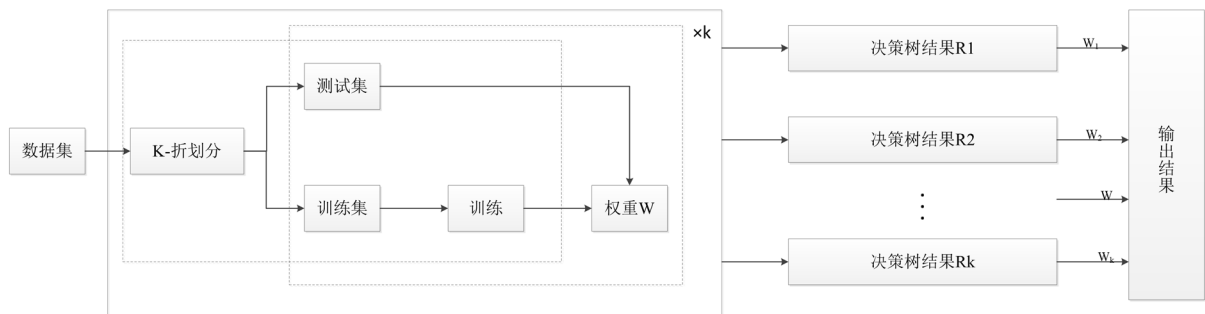 ×k
决策树结果R1
W₁
测试集
数据集
K-折划分
决策树结果R2
W₂
输出结果
训练集
训练
权重W
W
决策树结果Rk
Wₖ